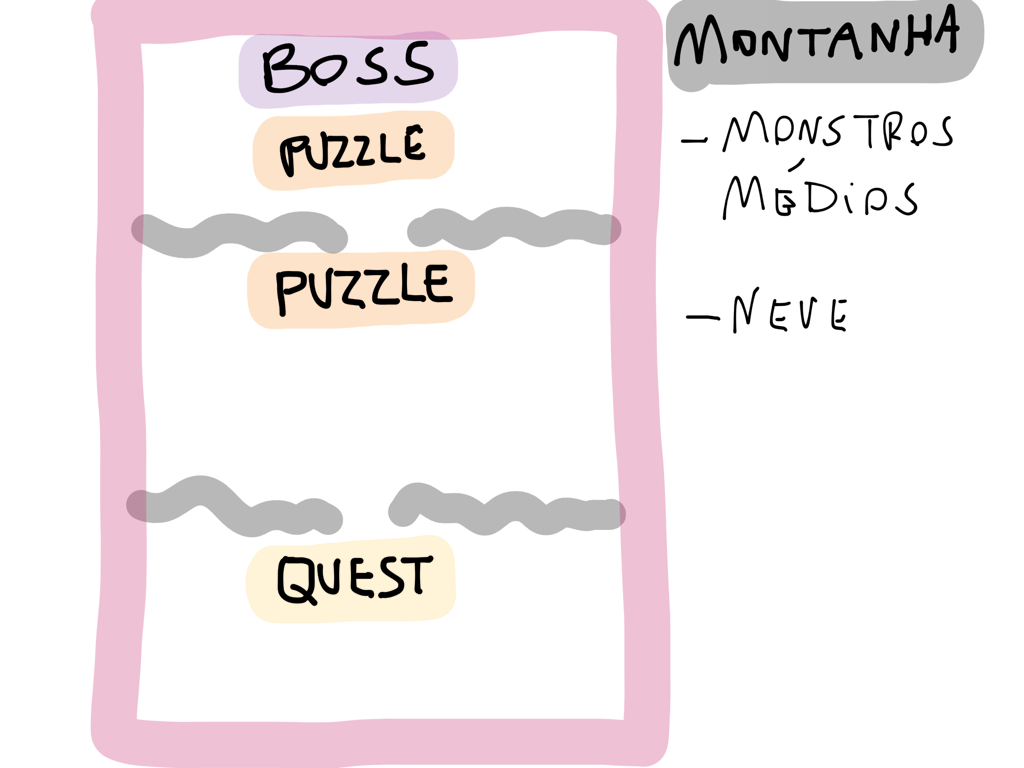 BOSS
PUZZLE
PUZZLE
QUEST
MONTANHA
- MONSTROS
MÉDIOS
- NEVE